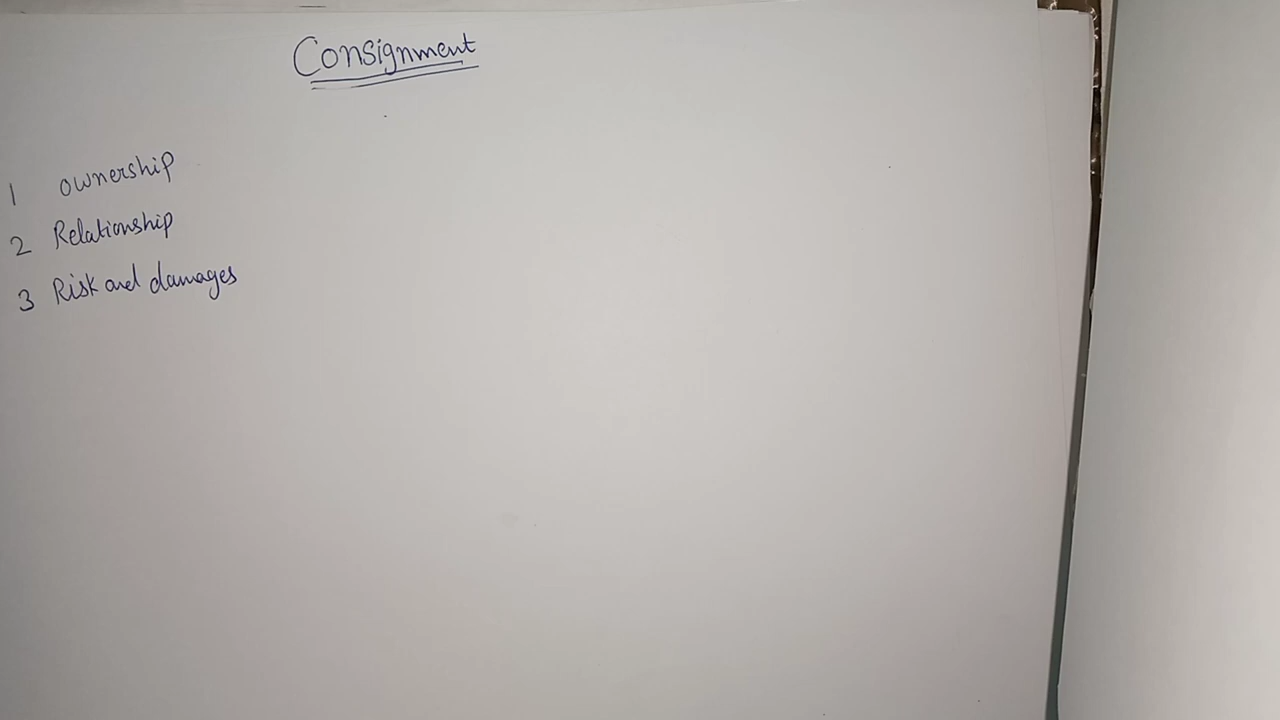 Consignment
1 ownership
2 Relationship
3 Risk and damages